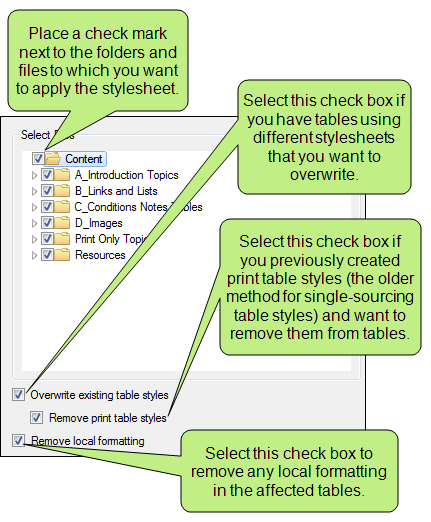 Place a check mark
next to the folders and
files to which you want
to apply the stylesheet.
Select this check box if
you have tables using
different stylesheets
that you want to
overwrite.
Select
Content
A_Introduction Topics
B_Links and Lists
C_Conditions Notes Tables
D_Images
Print Only Topi
Resources
Select this check box if
you previously created
print table styles (the older
method for single-sourcing
table styles) and want to
remove them from tables.
Overwrite existing table styles
Remove print table styles
Remove local formatting
Select this check box to
remove any local formatting
in the affected tables.